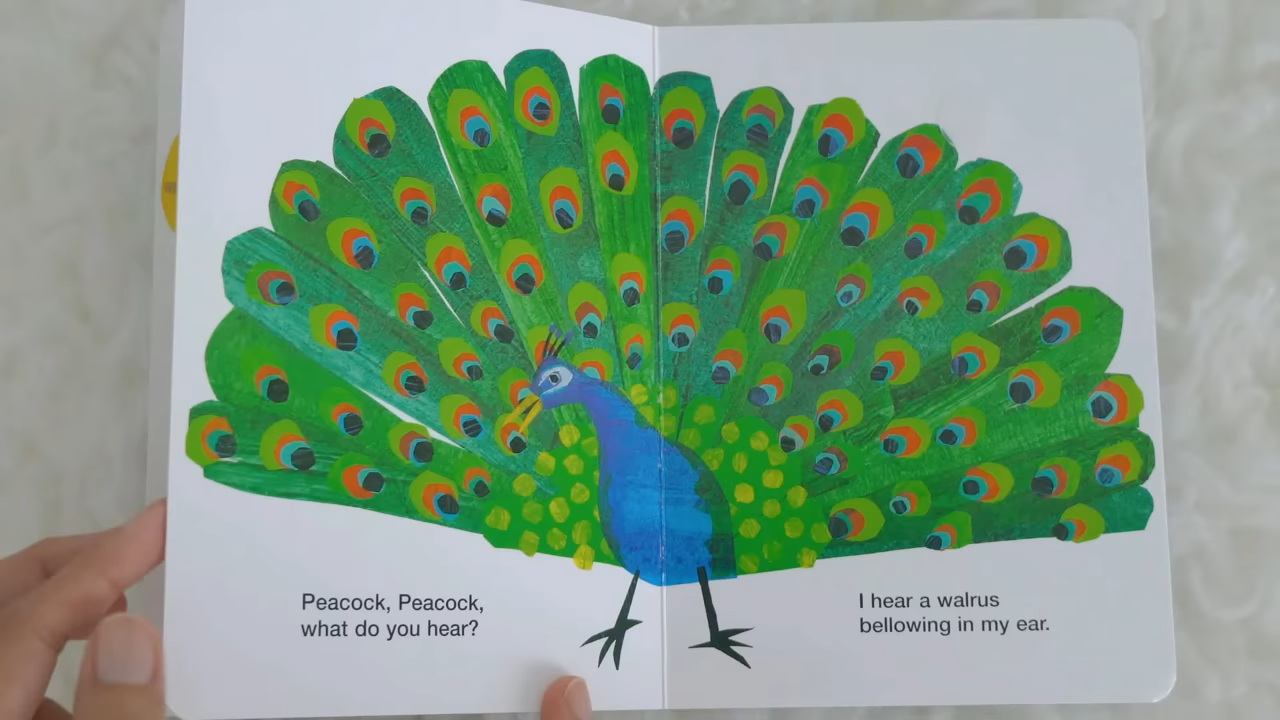 Peacock, Peacock,
what do you hear?
I hear a walrus
bellowing in my ear.